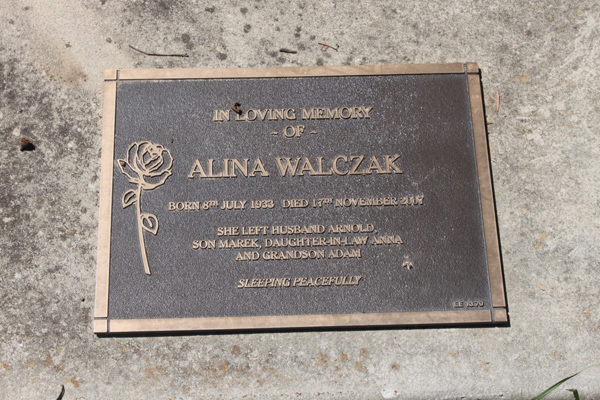 IN LOVING MEMORY
~ OF ~
ALINA WALCZAK
BORN 8TH JULY 1933 DIED 17TH NOVEMBER 2007
SHE LEFT HUSBAND ARNOLD,
SON MAREK, DAUGHTER-IN-LAW ANNA
AND GRANDSON ADAM
SLEEPING PEACEFULLY